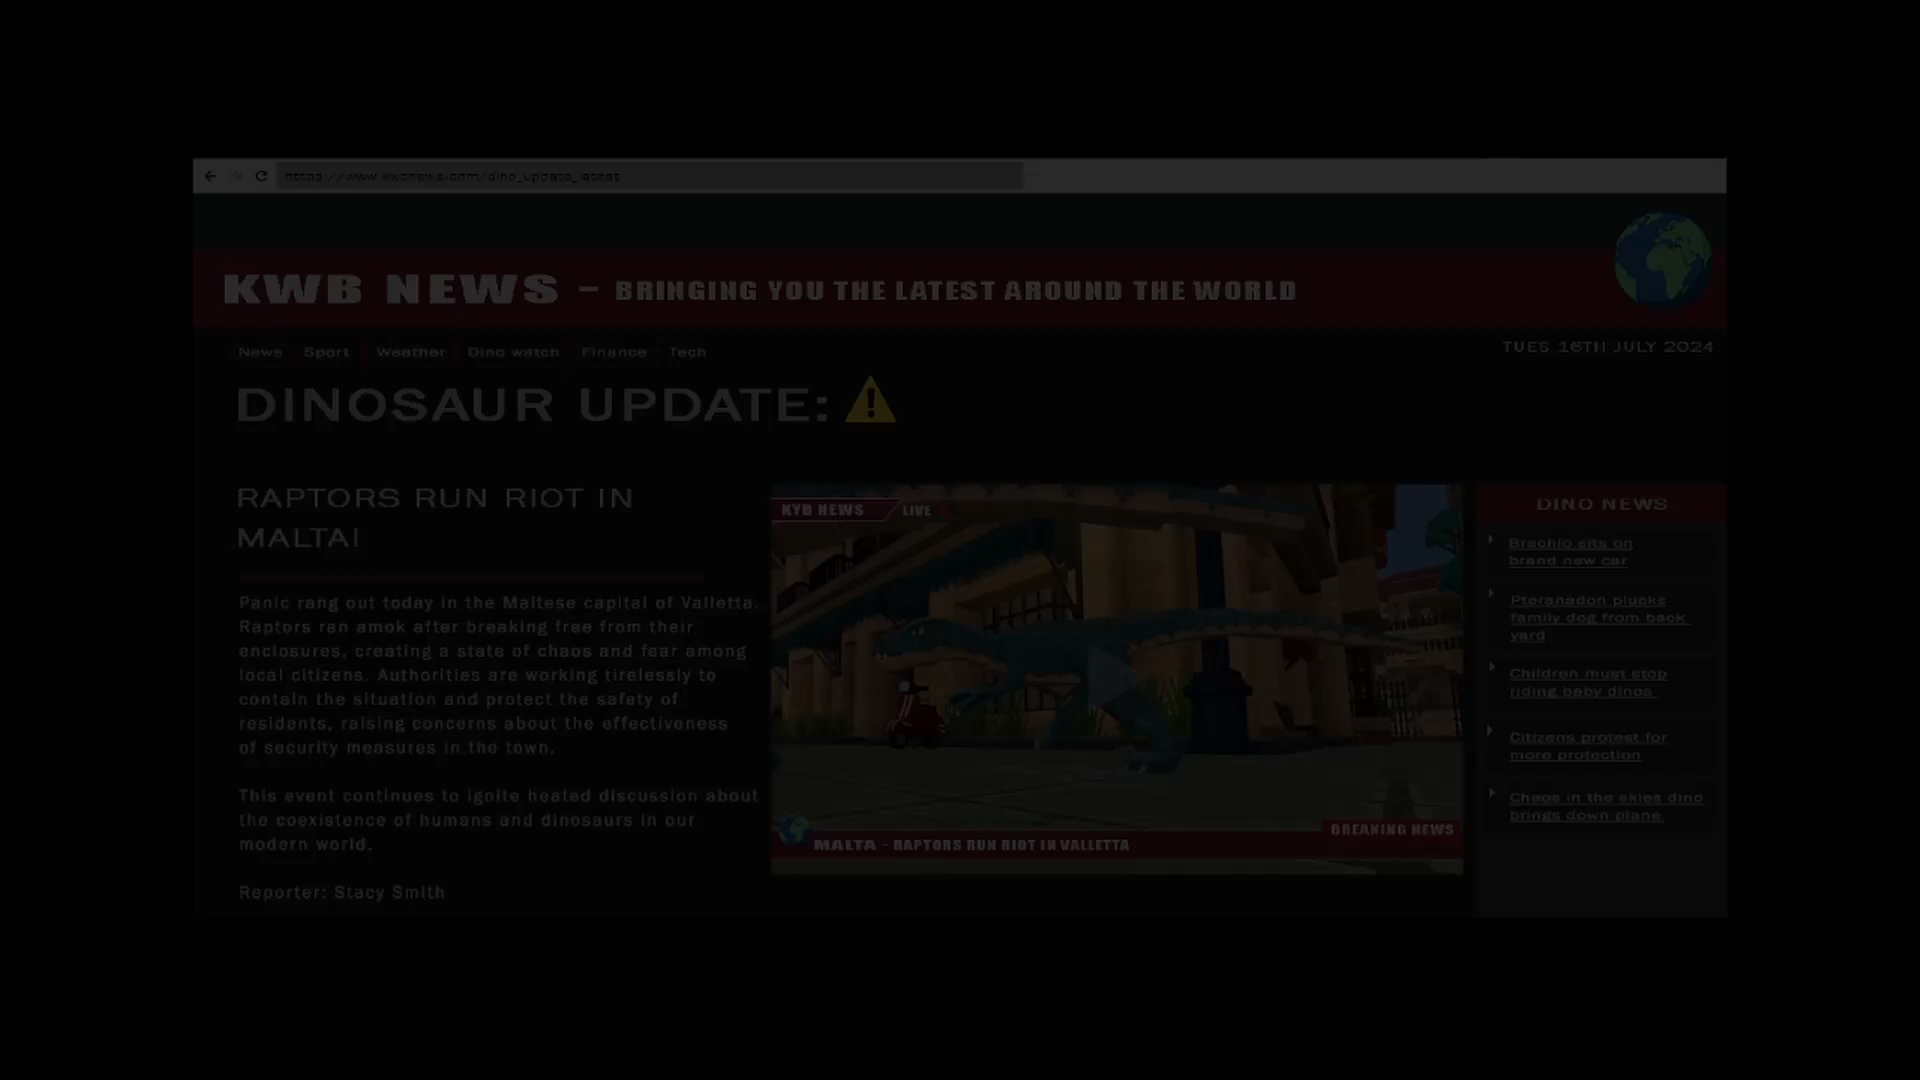 https://www.kwbnews.com/dino_update_latest
KWB NEWS – BRINGING YOU THE LATEST AROUND THE WORLD
News Sport Weather Dino watch Finance Tech
TUES 16TH JULY 2024
DINOSAUR UPDATE:
RAPTORS RUN RIOT IN
MALTA!
Panic rang out today in the Maltese capital of Valletta.
Raptors ran amok after breaking free from their
enclosures, creating a state of chaos and fear among
local citizens. Authorities are working tirelessly to
contain the situation and protect the safety of
residents, raising concerns about the effectiveness
of security measures in the town.
This event continues to ignite heated discussion about
the coexistence of humans and dinosaurs in our
modern world.
Reporter: Stacy Smith
KYB NEWS LIVE
BREAKING NEWS
MALTA - RAPTORS RUN RIOT IN VALLETTA
DINO NEWS
Brachio sits on
brand new car
Pteranadon plucks
family dog from back
yard
Children must stop
riding baby dinos
Citizens protest for
more protection
Chaos in the skies dino
brings down plane